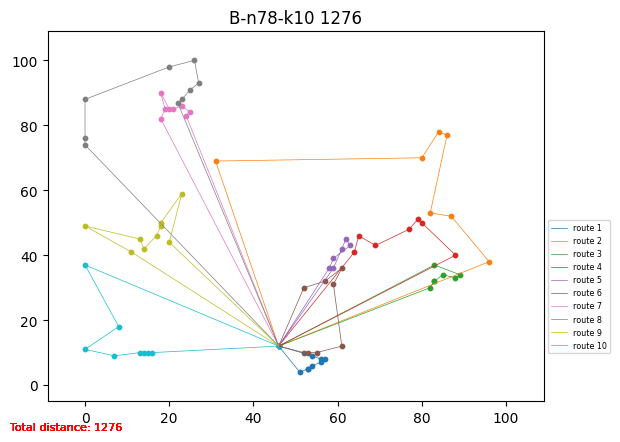 B-n78-k10 1276
100
80
60
40
20
0
0 20 40 60 80 100
route 1
route 2
route 3
route 4
route 5
route 6
route 7
route 8
route 9
route 10
Total distance: 1276